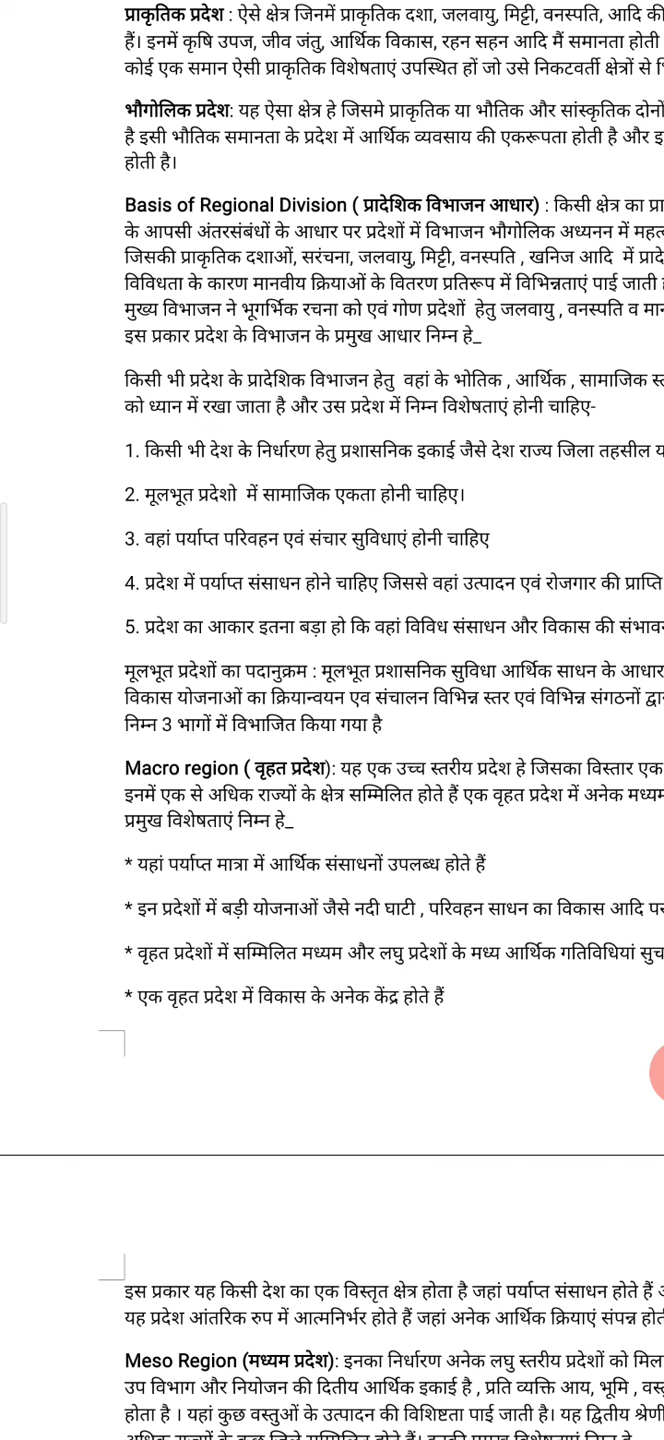 प्राकृतिक प्रदेश : ऐसे क्षेत्र जिनमें प्राकृतिक दशा, जलवायु, मिट्टी, वनस्पति, आदि की
हैं। इनमें कृषि उपज, जीव जंतु, आर्थिक विकास, रहन सहन आदि मैं समानता होती
कोई एक समान ऐसी प्राकृतिक विशेषताएं उपस्थित हों जो उसे निकटवर्ती क्षेत्रों से
भौगोलिक प्रदेश: यह ऐसा क्षेत्र हे जिसमे प्राकृतिक या भौतिक और सांस्कृतिक दोनों
है इसी भौतिक समानता के प्रदेश में आर्थिक व्यवसाय की एकरूपता होती है और
होती है।
Basis of Regional Division ( प्रादेशिक विभाजन आधार) : किसी क्षेत्र का
के आपसी अंतरसंबंधों के आधार पर प्रदेशों में विभाजन भौगोलिक अध्यनन में
जिसकी प्राकृतिक दशाओं, सरंचना, जलवायु, मिट्टी, वनस्पति , खनिज आदि  में
विविधता के कारण मानवीय क्रियाओं के वितरण प्रतिरूप में विभिन्नताएं पाई जाती
मुख्य विभाजन ने भूगर्भिक रचना को एवं गोण प्रदेशों  हेतु जलवायु , वनस्पति व
इस प्रकार प्रदेश के विभाजन के प्रमुख आधार निम्न हे_
किसी भी प्रदेश के प्रादेशिक विभाजन हेतु  वहां के भोतिक , आर्थिक , सामाजिक
को ध्यान में रखा जाता है और उस प्रदेश में निम्न विशेषताएं होनी चाहिए-
1. किसी भी देश के निर्धारण हेतु प्रशासनिक इकाई जैसे देश राज्य जिला तहसील
2. मूलभूत प्रदेशो  में सामाजिक एकता होनी चाहिए।
3. वहां पर्याप्त परिवहन एवं संचार सुविधाएं होनी चाहिए
4. प्रदेश में पर्याप्त संसाधन होने चाहिए जिससे वहां उत्पादन एवं रोजगार की प्राप्ति
5. प्रदेश का आकार इतना बड़ा हो कि वहां विविध संसाधन और विकास की
मूलभूत प्रदेशों का पदानुक्रम : मूलभूत प्रशासनिक सुविधा आर्थिक साधन के आधार
विकास योजनाओं का क्रियान्वयन एव संचालन विभिन्न स्तर एवं विभिन्न संगठनों
निम्न 3 भागों में विभाजित किया गया है
Macro region ( वृहत प्रदेश): यह एक उच्च स्तरीय प्रदेश हे जिसका विस्तार एक
इनमें एक से अधिक राज्यों के क्षेत्र सम्मिलित होते हैं एक वृहत प्रदेश में अनेक
प्रमुख विशेषताएं निम्न हे_
* यहां पर्याप्त मात्रा में आर्थिक संसाधनों उपलब्ध होते हैं
* इन प्रदेशों में बड़ी योजनाओं जैसे नदी घाटी , परिवहन साधन का विकास आदि
* वृहत प्रदेशों में सम्मिलित मध्यम और लघु प्रदेशों के मध्य आर्थिक गतिविधियां
* एक वृहत प्रदेश में विकास के अनेक केंद्र होते हैं
इस प्रकार यह किसी देश का एक विस्तृत क्षेत्र होता है जहां पर्याप्त संसाधन होते हैं
यह प्रदेश आंतरिक रुप में आत्मनिर्भर होते हैं जहां अनेक आर्थिक क्रियाएं संपन्न
Meso Region (मध्यम प्रदेश): इनका निर्धारण अनेक लघु स्तरीय प्रदेशों को
उप विभाग और नियोजन की दितीय आर्थिक इकाई है , प्रति व्यक्ति आय, भूमि ,
होता है । यहां कुछ वस्तुओं के उत्पादन की विशिष्टता पाई जाती है। यह द्वितीय